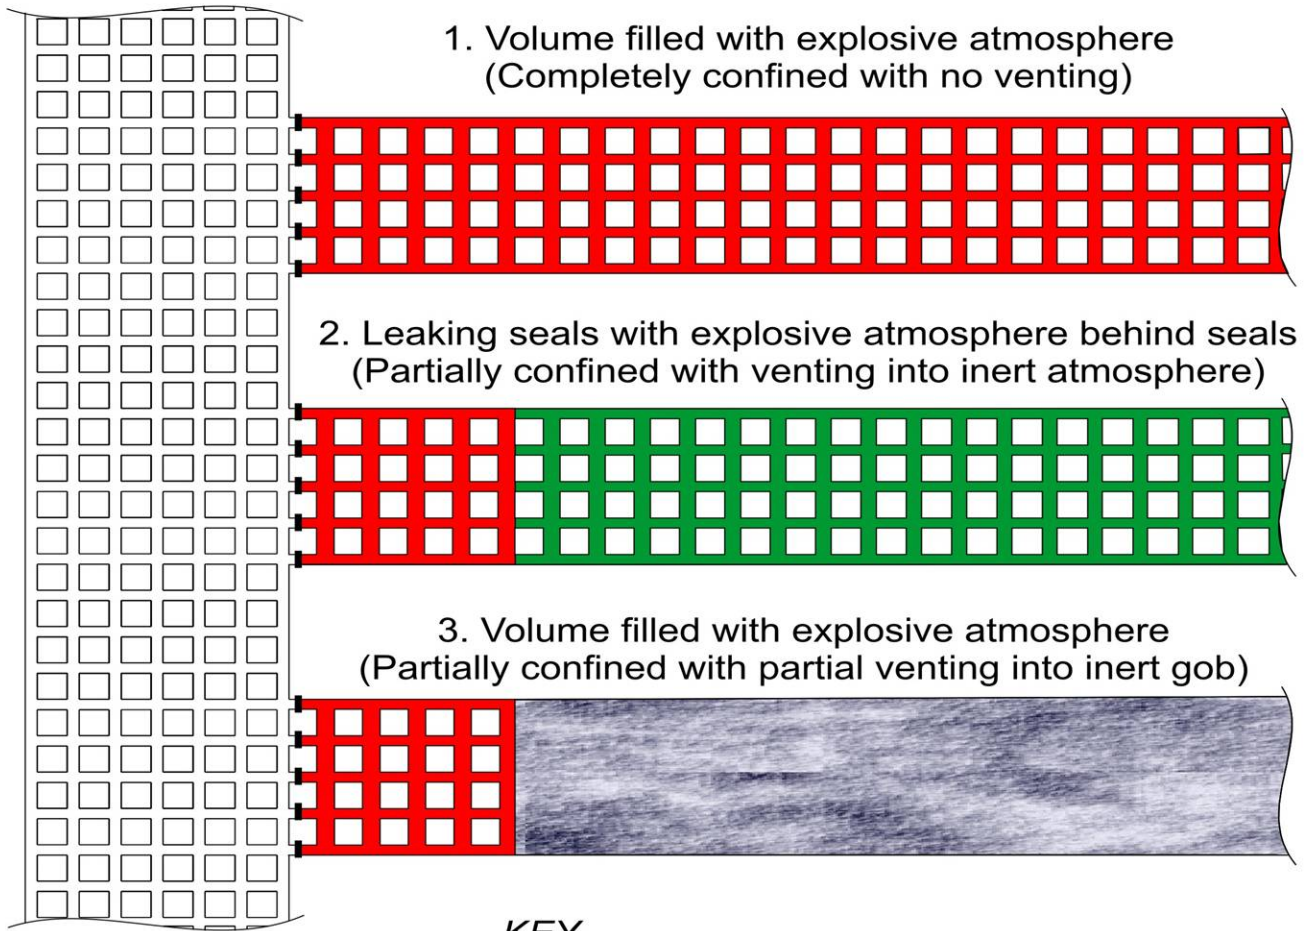 1. Volume filled with explosive atmosphere
(Completely confined with no venting)
2. Leaking seals with explosive atmosphere behind seals
(Partially confined with venting into inert atmosphere)
3. Volume filled with explosive atmosphere
(Partially confined with partial venting into inert gob)
KEY